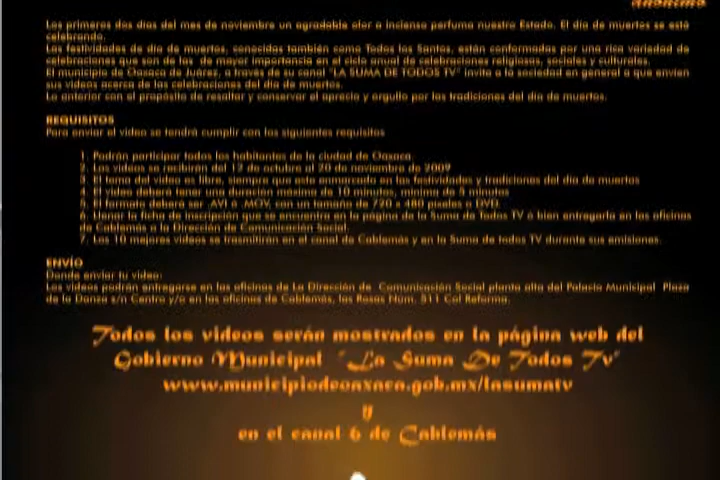 Los primeros dos días del mes de noviembre un agradable olor a incienso perfuma nuestro Estado. El día de muertos se está
celebrando.
Las festividades de día de muertos, conocidas también como Todos los Santos, están conformadas por una rica variedad de
celebraciones que son de las de mayor importancia en el ciclo anual de celebraciones religiosas, sociales y culturales.
El municipio de Oaxaca de Juárez, a través de su canal "LA SUMA DE TODOS TV" invita a la sociedad en general a que envien
sus videos acerca de las celebraciones del día de muertos.
Lo anterior con el propósito de resaltar y conservar el aprecio y orgullo por las tradiciones del día de muertos.
REQUISITOS
Para enviar el video se tendrá cumplir con los siguientes requisitos
1. Podrán participar todos los habitantes de la ciudad de Oaxaca
2. Los videos se recibirán del 12 de octubre al 20 de noviembre de 2009
3. El tema del video es libre, siempre que este enmarcado en las festividades y tradiciones del día de muertos
4. El video deberá tener una duración máxima de 10 minutos, mínima de 5 minutos
5. El formato deberá ser .AVI ó .MOV, con un tamaño de 720 x 480 pixeles o DVD.
6. Llenar la ficha de inscripción que se encuentra en la página de la Suma de Todos TV ó bien entregarla en las oficinas
de Cablemás o la Dirección de Comunicación Social.
7. Los 10 mejores videos se trasmitirán en el canal de Cablemás y en la Suma de todos TV durante sus emisiones.
ENVÍO
Donde enviar tu video:
Los videos podrán entregarse en las oficinas de La Dirección de Comunicación Social planta alta del Palacio Municipal Plaza
de la Danza s/n Centro y/o en las oficinas de Cablemás, las Rosas Núm. 511 Col Reforma.
Todos los videos serán mostrados en la página web del
Gobierno Municipal "La Suma De Todos Tv"
www.municipiodeoaxaca.gob.mx/lasumatv
y
en el canal 6 de Cablemás